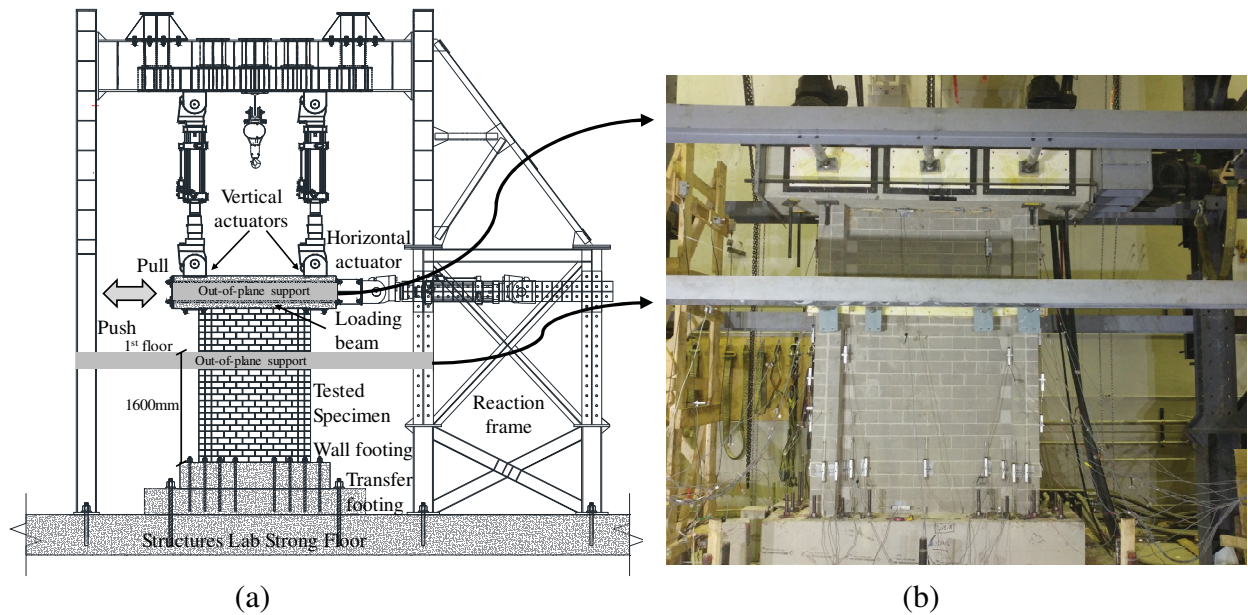 Vertical
actuators
Horizontal
actuator
Pull
Out-of-plane support
Push
Loading
beam
1st floor
Out-of-plane support
1600mm
Tested
Specimen
Reaction
frame
Wall footing
Transfer
footing
Structures Lab Strong Floor
(a)
(b)